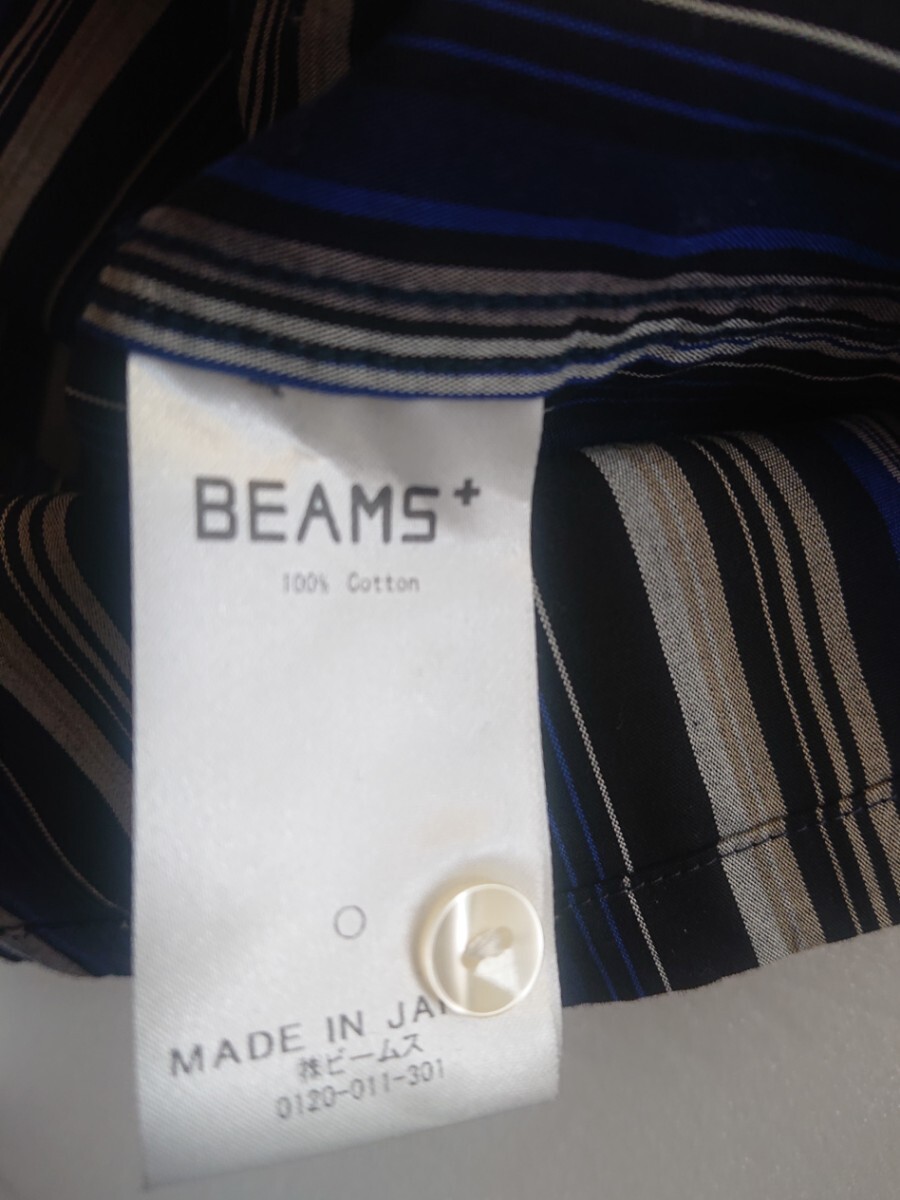 BEAMS+
100% Cotton
MADE IN JA
㈱ビームス
0120-011-301